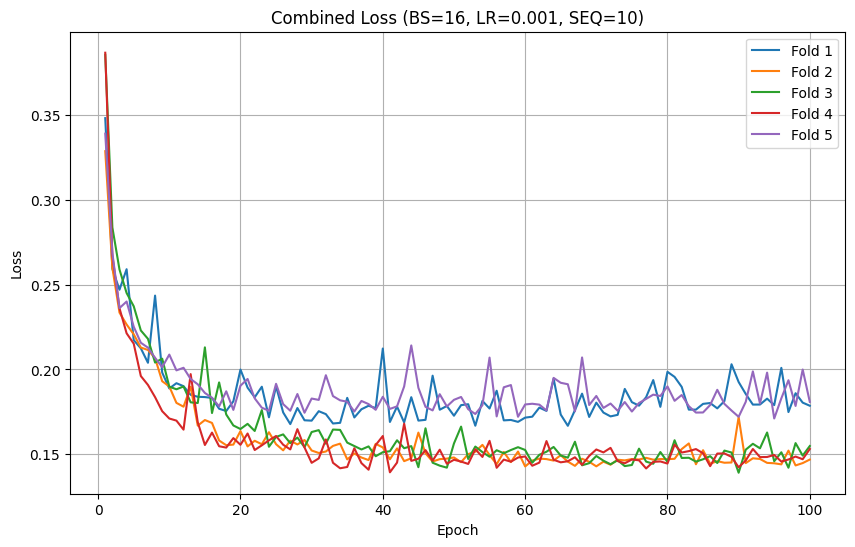 Combined Loss (BS=16, LR=0.001, SEQ=10)
Fold 1
Fold 2
Fold 3
Fold 4
Fold 5
Loss
0.35
0.30
0.25
0.20
0.15
0 20 40 60 80 100
Epoch